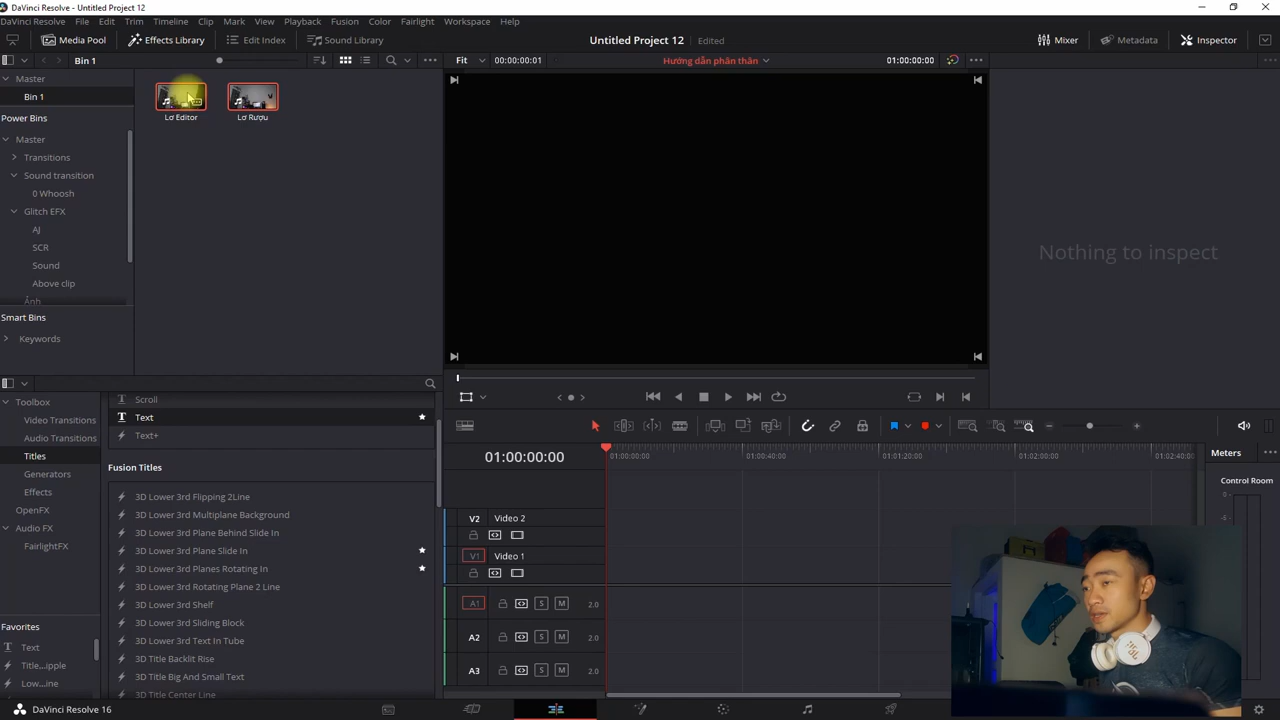 DaVinci Resolve - Untitled Project 12
DaVinci Resolve File Edit Trim Timeline Clip Mark View Playback Fusion Color Fairlight Workspace Help
Media Pool Effects Library Edit Index Sound Library Untitled Project 12 Edited Mixer Metadata Inspector
Bin 1 Fit 00:00:00:01 Hướng dẫn phân thân 01:00:00:00
Master
Bin 1
Lơ Editor Lơ Rượu
Power Bins
Master
Transitions
Sound transition
0 Whoosh
Glitch EFX
AJ
SCR
Sound
Above clip
Ảnh
Smart Bins
Keywords
Nothing to inspect
Toolbox
Video Transitions
Audio Transitions
Titles
Generators
Effects
OpenFX
Audio FX
FairlightFX
Favorites
Text
Title...ipple
Low...ine
Scroll
Text
Text+
Fusion Titles
3D Lower 3rd Flipping 2Line
3D Lower 3rd Multiplane Background
3D Lower 3rd Plane Behind Slide In
3D Lower 3rd Plane Slide In
3D Lower 3rd Planes Rotating In
3D Lower 3rd Rotating Plane 2 Line
3D Lower 3rd Shelf
3D Lower 3rd Sliding Block
3D Lower 3rd Text In Tube
3D Title Backlit Rise
3D Title Big And Small Text
3D Title Center Line
01:00:00:00 01:00:00:00 01:00:40:00 01:01:20:00 01:02:00:00 01:02:40:00
V2 Video 2
V1 Video 1
A1 S M 2.0
A2 S M 2.0
A3 S M 2.0
Meters
Control Room
0
-5
DaVinci Resolve 16